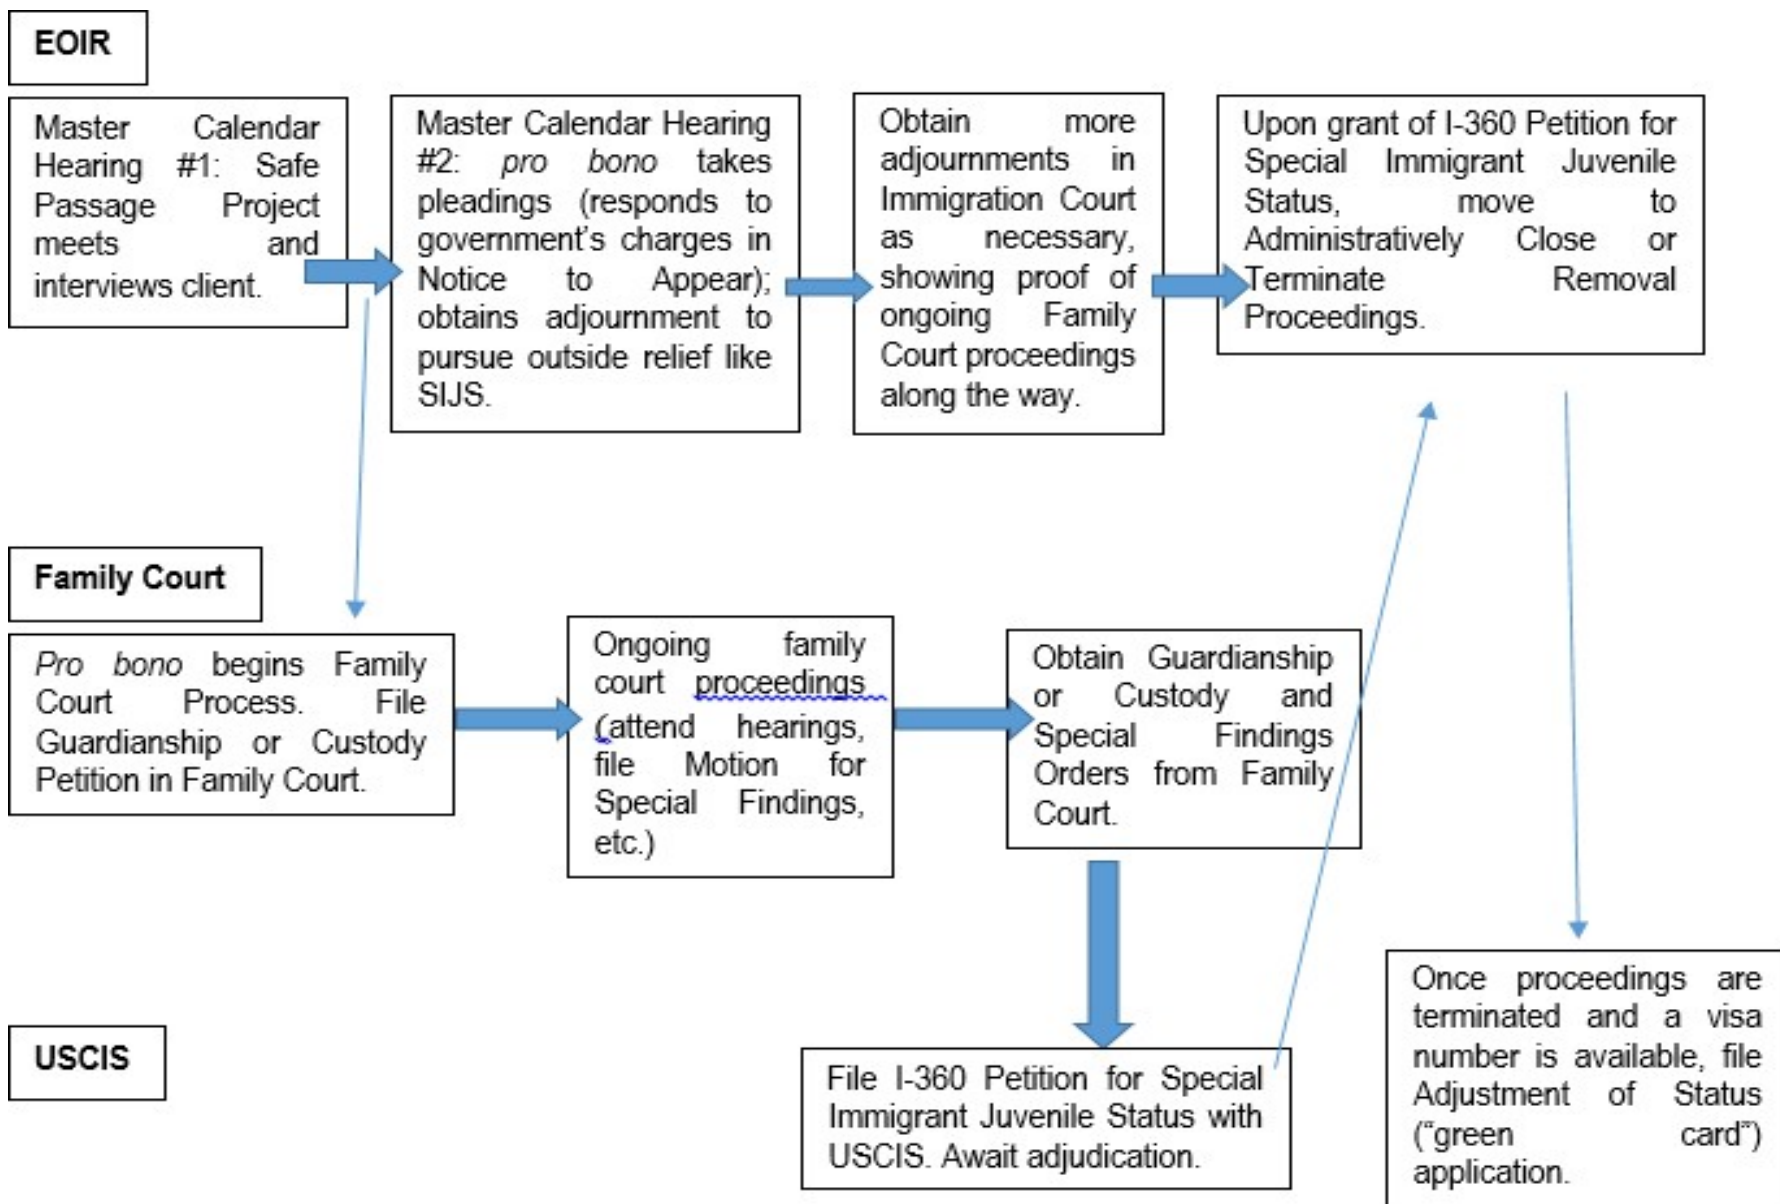 EOIR
Master Calendar
Hearing #1: Safe
Passage Project
meets and
interviews client.
Master Calendar Hearing
#2: pro bono takes
pleadings (responds to
government's charges in
Notice to Appear);
obtains adjournment to
pursue outside relief like
SIJS.
Obtain more
adjournments in
Immigration Court
as necessary,
showing proof of
ongoing Family
Court proceedings
along the way.
Upon grant of I-360 Petition for
Special Immigrant Juvenile
Status, move to
Administratively Close or
Terminate Removal
Proceedings.
Family Court
Pro bono begins Family
Court Process. File
Guardianship or Custody
Petition in Family Court.
Ongoing family
court proceedings
(attend hearings,
file Motion for
Special Findings,
etc.)
Obtain Guardianship
or Custody and
Special Findings
Orders from Family
Court.
USCIS
File I-360 Petition for Special
Immigrant Juvenile Status with
USCIS. Await adjudication.
Once proceedings are
terminated and a visa
number is available, file
Adjustment of Status
("green card")
application.